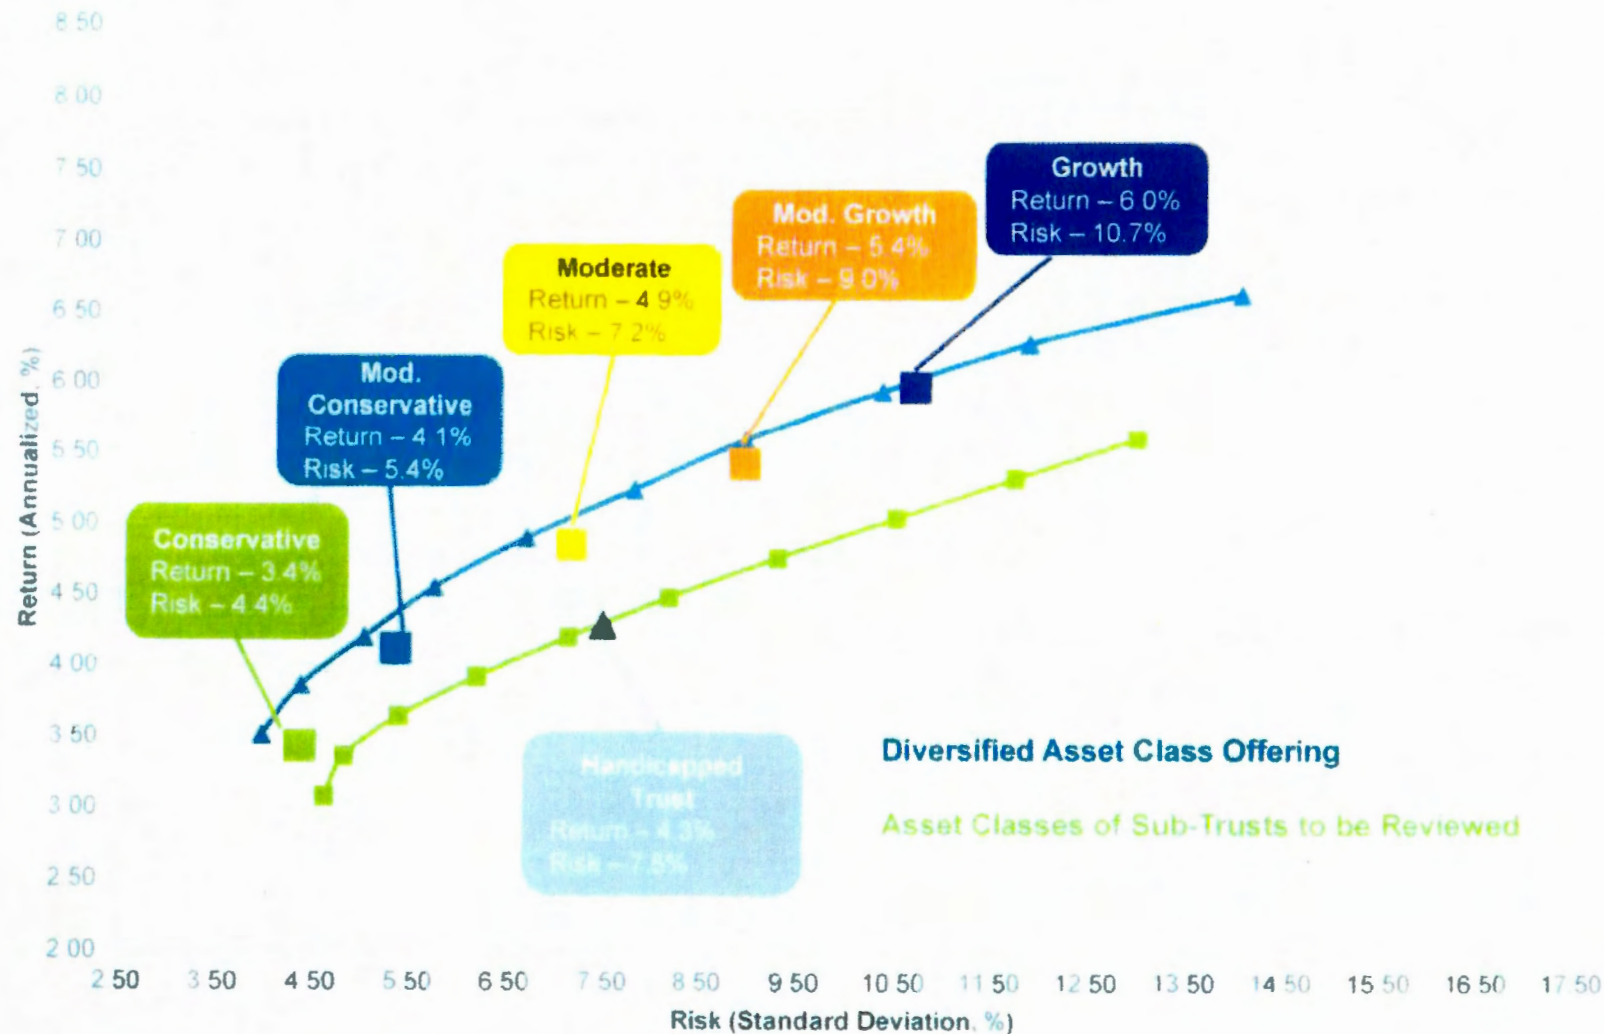 8 50
8 00
7 50
7 00
6 50
6 00
5 50
5 00
4 50
4 00
3 50
3 00
2 50
2 00
Return (Annualized, %)
Growth
Return – 6 0%
Risk – 10.7%
Mod. Growth
Return – 5.4%
Risk – 9 0%
Moderate
Return – 4 9%
Risk – 7 2%
Mod.
Conservative
Return – 4 1%
Risk – 5.4%
Conservative
Return – 3.4%
Risk – 4 4%
Handicapped
Trust
Return – 4.3%
Risk – 7.5%
Diversified Asset Class Offering
Asset Classes of Sub-Trusts to be Reviewed
2 50 3 50 4 50 5 50 6 50 7 50 8 50 9 50 10 50 11 50 12 50 13 50 14 50 15 50 16 50 17 50
Risk (Standard Deviation, %)